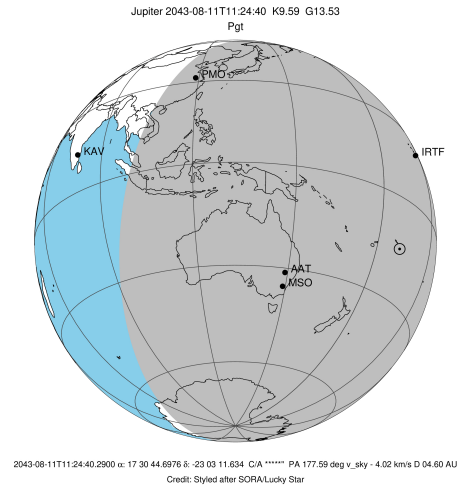 Jupiter 2043-08-11T11:24:40 K9.59 G13.53
Pgt
PMO
KAV
IRTF
AAT
MSO
2043-08-11T11:24:40.2900 α: 17 30 44.6976 δ: -23 03 11.634 C/A *****" PA 177.59 deg v_sky - 4.02 km/s D 04.60 AU
Credit: Styled after SORA/Lucky Star